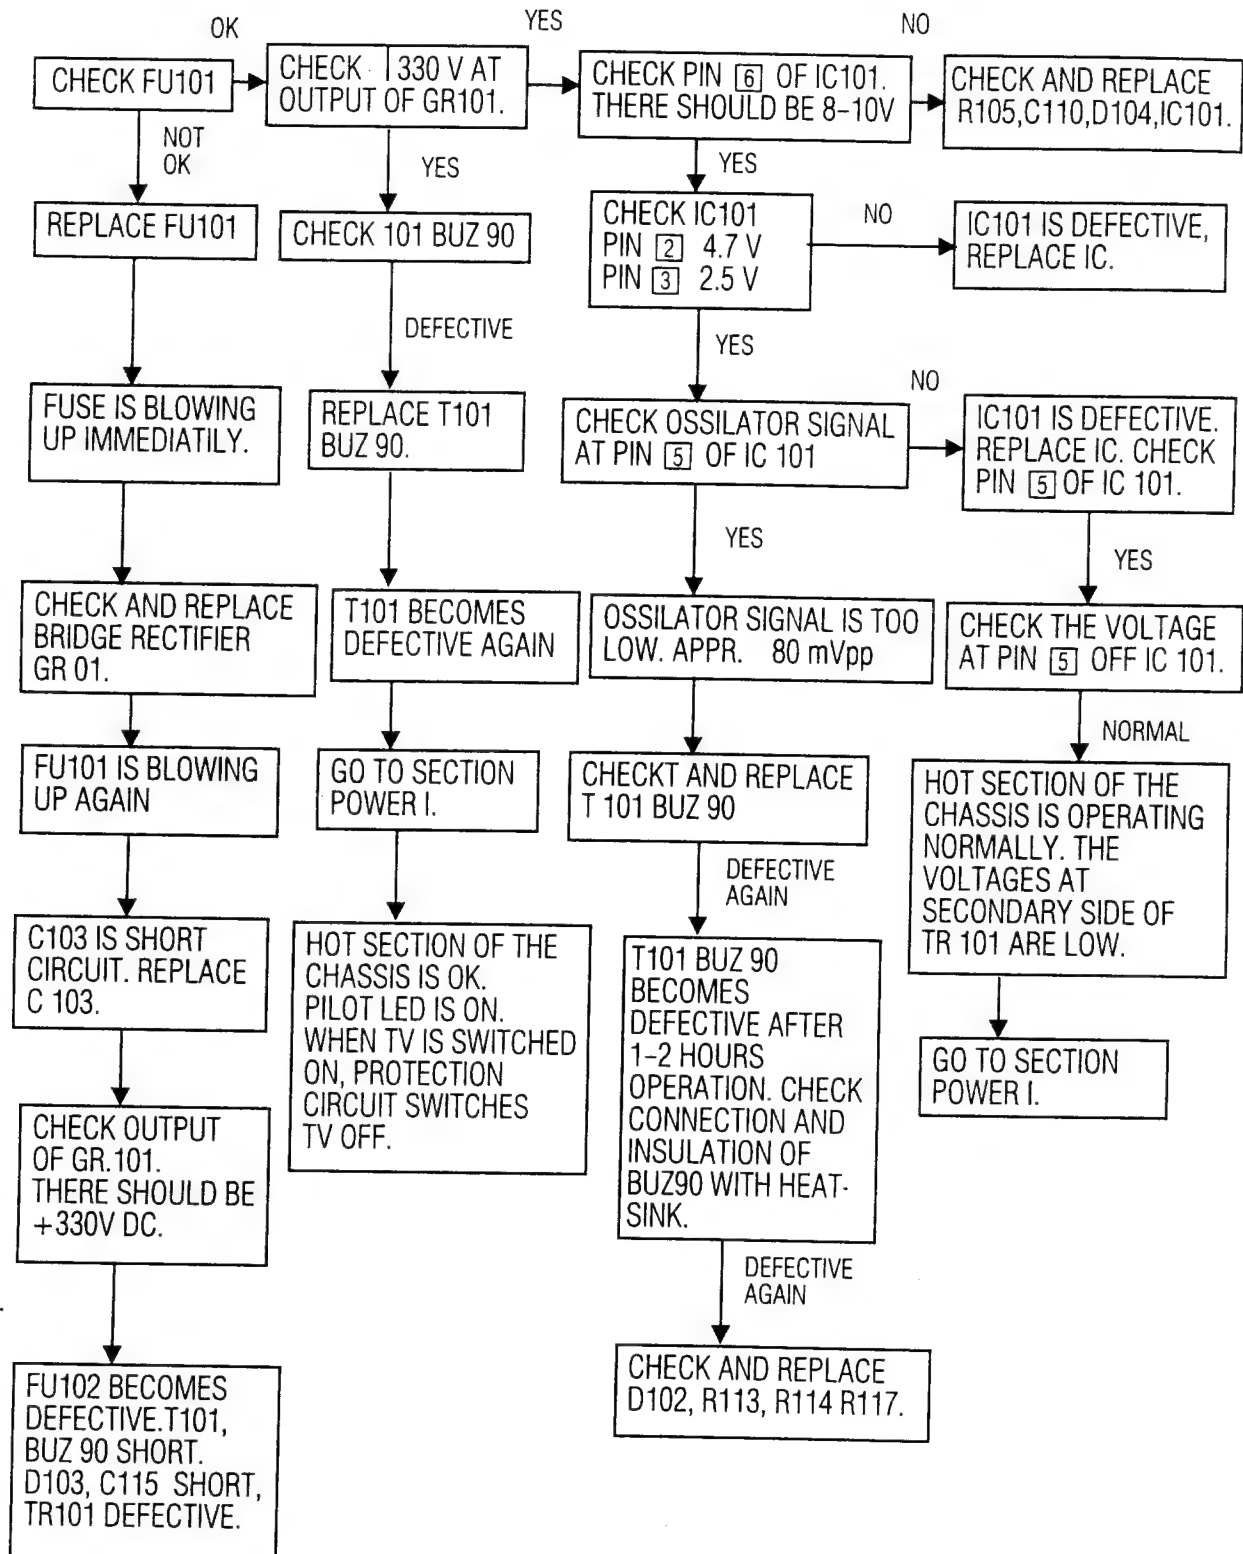 OK
YES
NO
CHECK FU101
CHECK 330 V AT
OUTPUT OF GR101.
CHECK PIN 6 OF IC101.
THERE SHOULD BE 8-10V
CHECK AND REPLACE
R105,C110,D104,IC101.
NOT
OK
YES
YES
REPLACE FU101
CHECK 101 BUZ 90
CHECK IC101
PIN 2 4.7 V
PIN 3 2.5 V
NO
IC101 IS DEFECTIVE,
REPLACE IC.
DEFECTIVE
YES
NO
FUSE IS BLOWING
UP IMMEDIATILY.
REPLACE T101
BUZ 90.
CHECK OSSILATOR SIGNAL
AT PIN 5 OF IC 101
IC101 IS DEFECTIVE.
REPLACE IC. CHECK
PIN 5 OF IC 101.
YES
YES
CHECK AND REPLACE
BRIDGE RECTIFIER
GR 01.
T101 BECOMES
DEFECTIVE AGAIN
OSSILATOR SIGNAL IS TOO
LOW. APPR. 80 mVpp
CHECK THE VOLTAGE
AT PIN 5 OFF IC 101.
NORMAL
FU101 IS BLOWING
UP AGAIN
GO TO SECTION
POWER I.
CHECKT AND REPLACE
T 101 BUZ 90
HOT SECTION OF THE
CHASSIS IS OPERATING
NORMALLY. THE
VOLTAGES AT
SECONDARY SIDE OF
TR 101 ARE LOW.
DEFECTIVE
AGAIN
C103 IS SHORT
CIRCUIT. REPLACE
C 103.
HOT SECTION OF THE
CHASSIS IS OK.
PILOT LED IS ON.
WHEN TV IS SWITCHED
ON, PROTECTION
CIRCUIT SWITCHES
TV OFF.
T101 BUZ 90
BECOMES
DEFECTIVE AFTER
1-2 HOURS
OPERATION. CHECK
CONNECTION AND
INSULATION OF
BUZ90 WITH HEAT-
SINK.
GO TO SECTION
POWER I.
CHECK OUTPUT
OF GR.101.
THERE SHOULD BE
+330V DC.
DEFECTIVE
AGAIN
FU102 BECOMES
DEFECTIVE.T101,
BUZ 90 SHORT.
D103, C115 SHORT,
TR101 DEFECTIVE.
CHECK AND REPLACE
D102, R113, R114 R117.